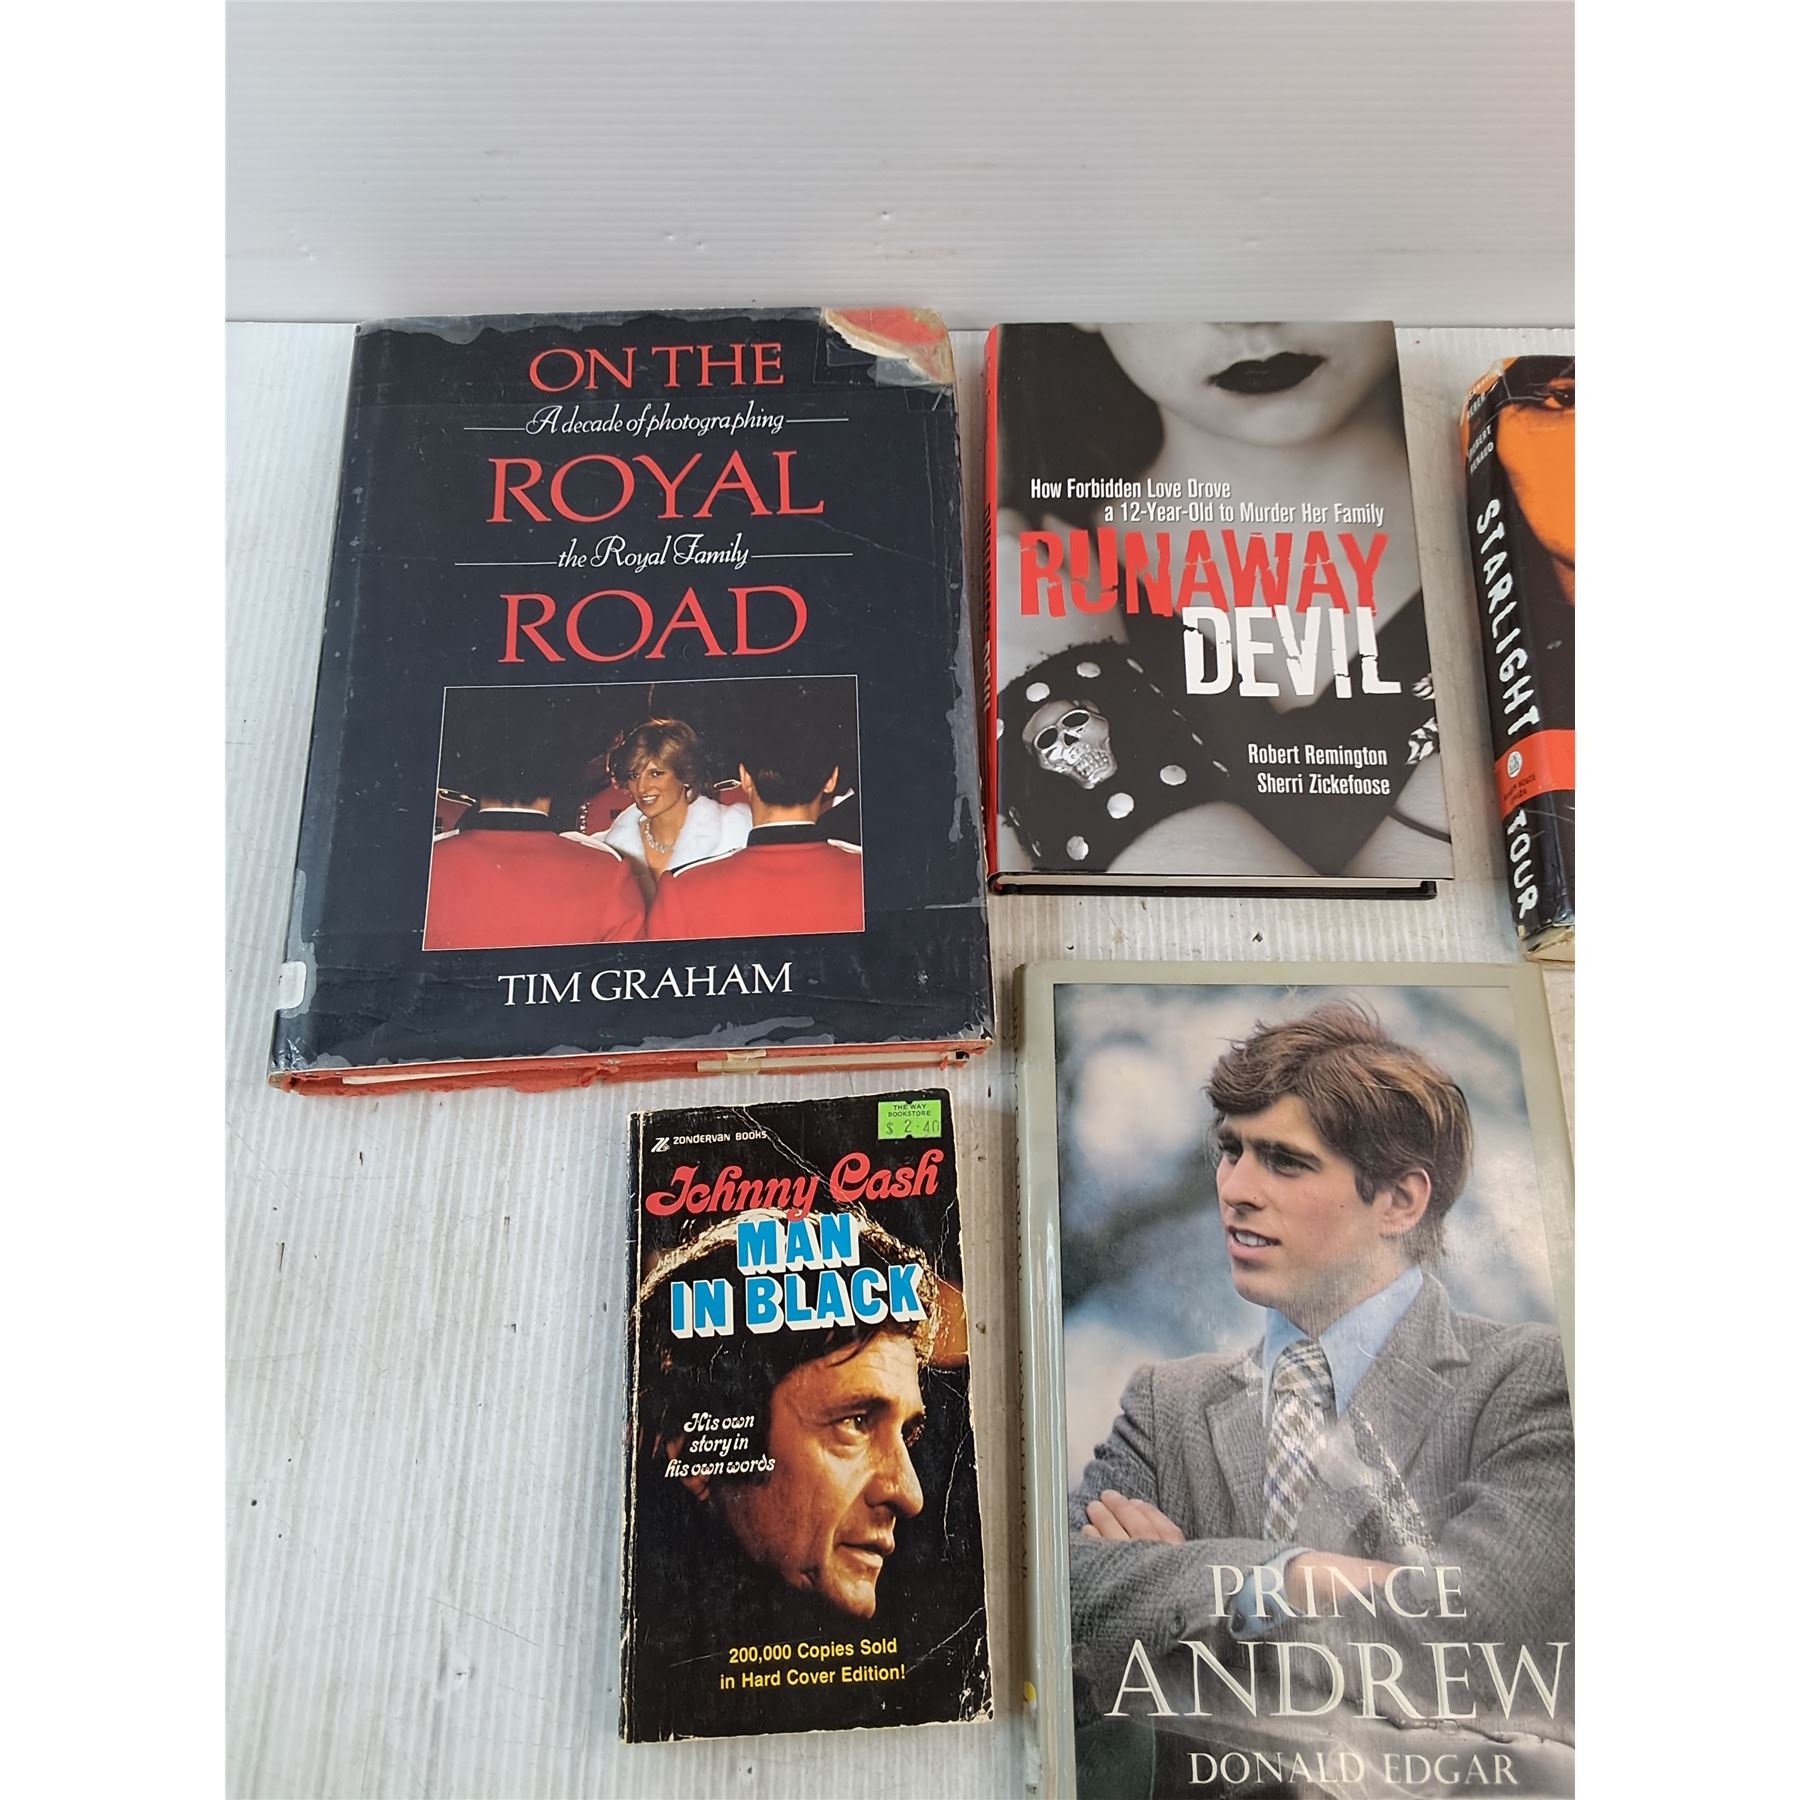 ON THE
A decade of photographing
ROYAL
the Royal Family
ROAD
TIM GRAHAM
How Forbidden Love Drove
a 12-Year-Old to Murder Her Family
RUNAWAY
DEVIL
Robert Remington
Sherri Zickefoose
ROBERT
RENAUD
STARLIGHT TOUR
ZONDERVAN BOOKS
THE WAY
BOOKSTORE
$ 2.40
Johnny Cash
MAN
IN BLACK
His own
story in
his own words
200,000 Copies Sold
in Hard Cover Edition!
PRINCE
ANDREW
DONALD EDGAR